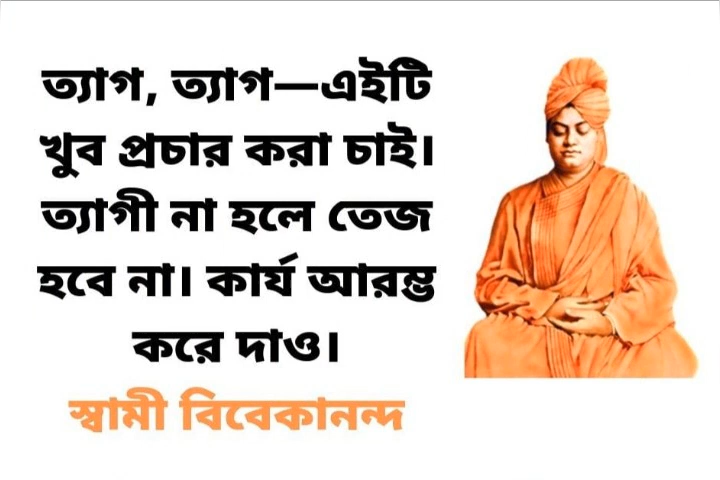 ত্যাগ, ত্যাগ—এইটি
খুব প্রচার করা চাই।
ত্যাগী না হলে তেজ
হবে না। কার্য আরম্ভ
করে দাও।
স্বামী বিবেকানন্দ